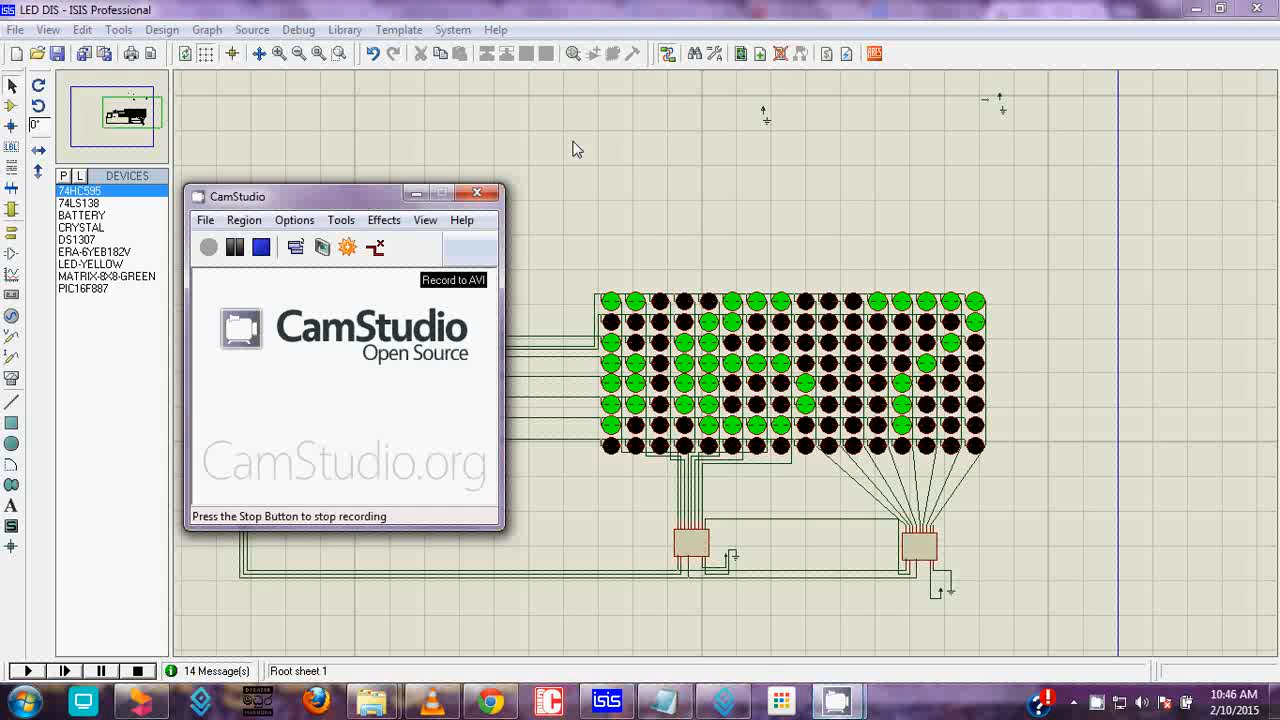 LED DIS - ISIS Professional
File View Edit Tools Design Graph Source Debug Library Template System Help
0°
LBL
P L DEVICES
74HC595
74LS138
BATTERY
CRYSTAL
DS1307
ERA-6YEB182V
LED-YELLOW
MATRIX-8X8-GREEN
PIC16F887
A
S
CamStudio
File Region Options Tools Effects View Help
Record to AVI
CamStudio
Open Source
CamStudio.org
Press the Stop Button to stop recording
14 Message(s)
Root sheet 1
isis
10:46 AM
2/10/2015